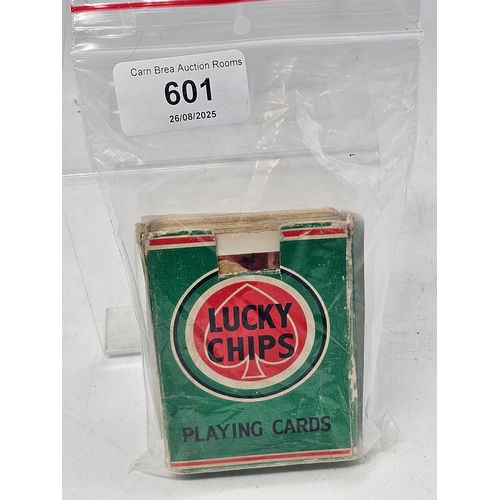 Carn Brea Auction Rooms
601
26/08/2025
LUCKY
CHIPS
PLAYING CARDS